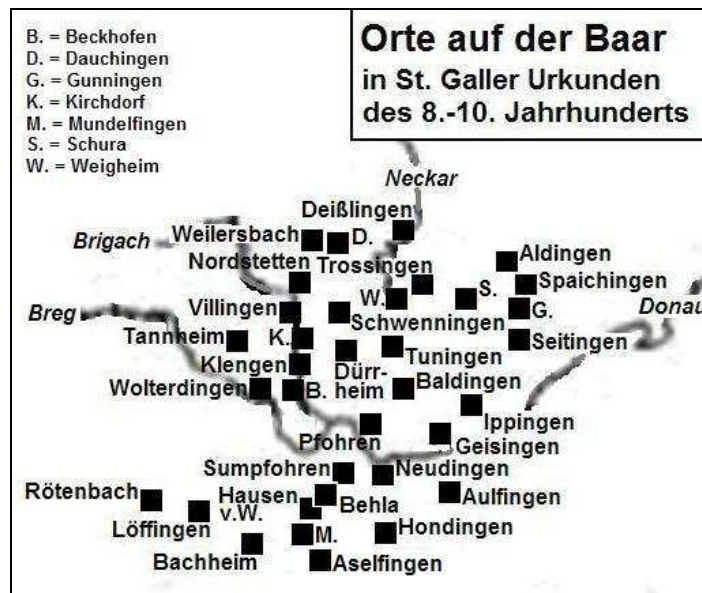 B. = Beckhofen
D. = Dauchingen
G. = Gunningen
K. = Kirchdorf
M. = Mundelfingen
S. = Schura
W. = Weigheim
Orte auf der Baar
in St. Galler Urkunden
des 8.-10. Jahrhunderts
Neckar
Deißlingen
Weilersbach
D.
Brigach
Aldingen
Nordstetten
Trossingen
Spaichingen
W.
S.
Breg
Villingen
Schwenningen
G.
Donau
Tannheim
K.
Seitingen
Tuningen
Klengen
Dürr-
heim
Wolterdingen
B.
Baldingen
Ippingen
Pfohren
Geisingen
Sumpfohren
Neudingen
Rötenbach
Hausen
v.W.
Behla
Aulfingen
Löffingen
M.
Hondingen
Bachheim
Aselfingen